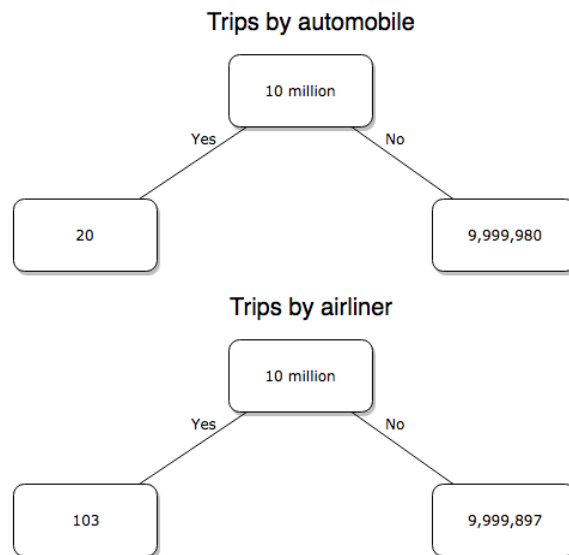 Trips by automobile
10 million
Yes No
20 9,999,980
Trips by airliner
10 million
Yes No
103 9,999,897